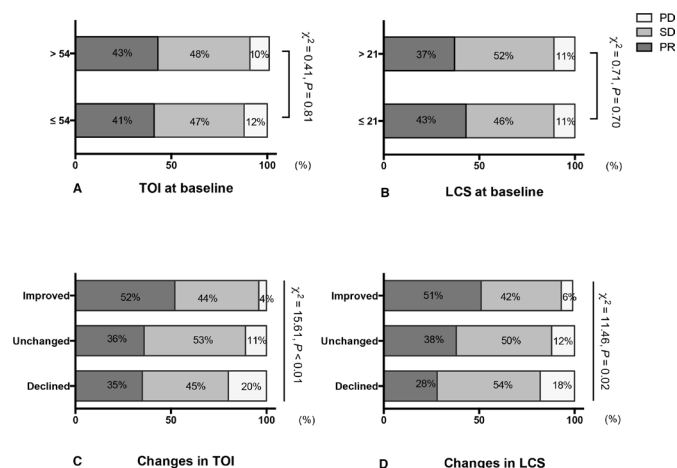 PD
SD
PR
> 54
43%
48%
10%
≤ 54
41%
47%
12%
χ² = 0.41, P = 0.81
0
50
100
(%)
A
TOI at baseline
> 21
37%
52%
11%
≤ 21
43%
46%
11%
χ² = 0.71, P = 0.70
0
50
100
(%)
B
LCS at baseline
Improved
52%
44%
4%
Unchanged
36%
53%
11%
Declined
35%
45%
20%
χ² = 15.61, P < 0.01
0
50
100
(%)
C
Changes in TOI
Improved
51%
42%
6%
Unchanged
38%
50%
12%
Declined
28%
54%
18%
χ² = 11.46, P = 0.02
0
50
100
(%)
D
Changes in LCS